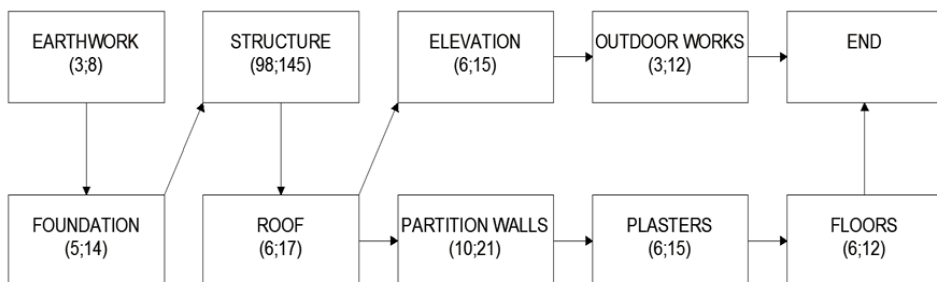 EARTHWORK
(3;8)
STRUCTURE
(98;145)
ELEVATION
(6;15)
OUTDOOR WORKS
(3;12)
END
FOUNDATION
(5;14)
ROOF
(6;17)
PARTITION WALLS
(10;21)
PLASTERS
(6;15)
FLOORS
(6;12)